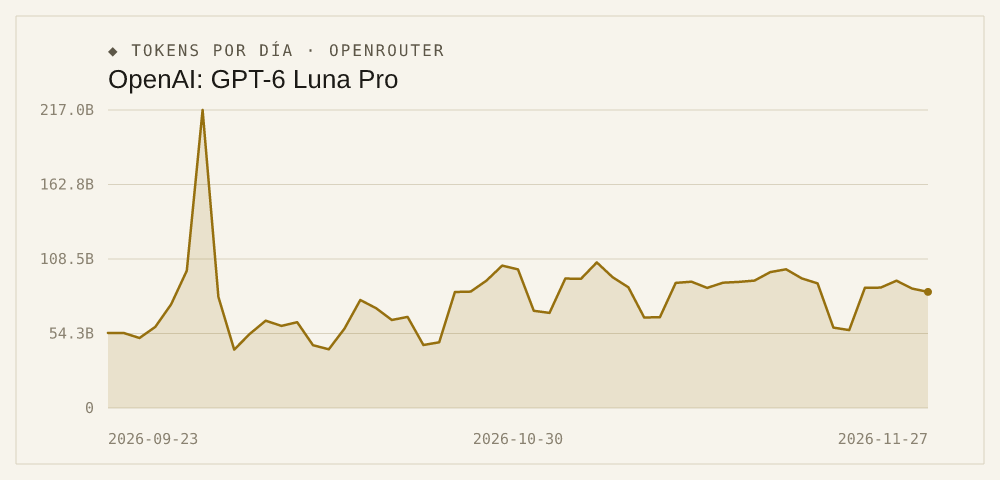 ◆ TOKENS POR DÍA · OPENROUTER
OpenAI: GPT-6 Luna Pro
217.0B
162.8B
108.5B
54.3B
0
2026-09-23 2026-10-30 2026-11-27